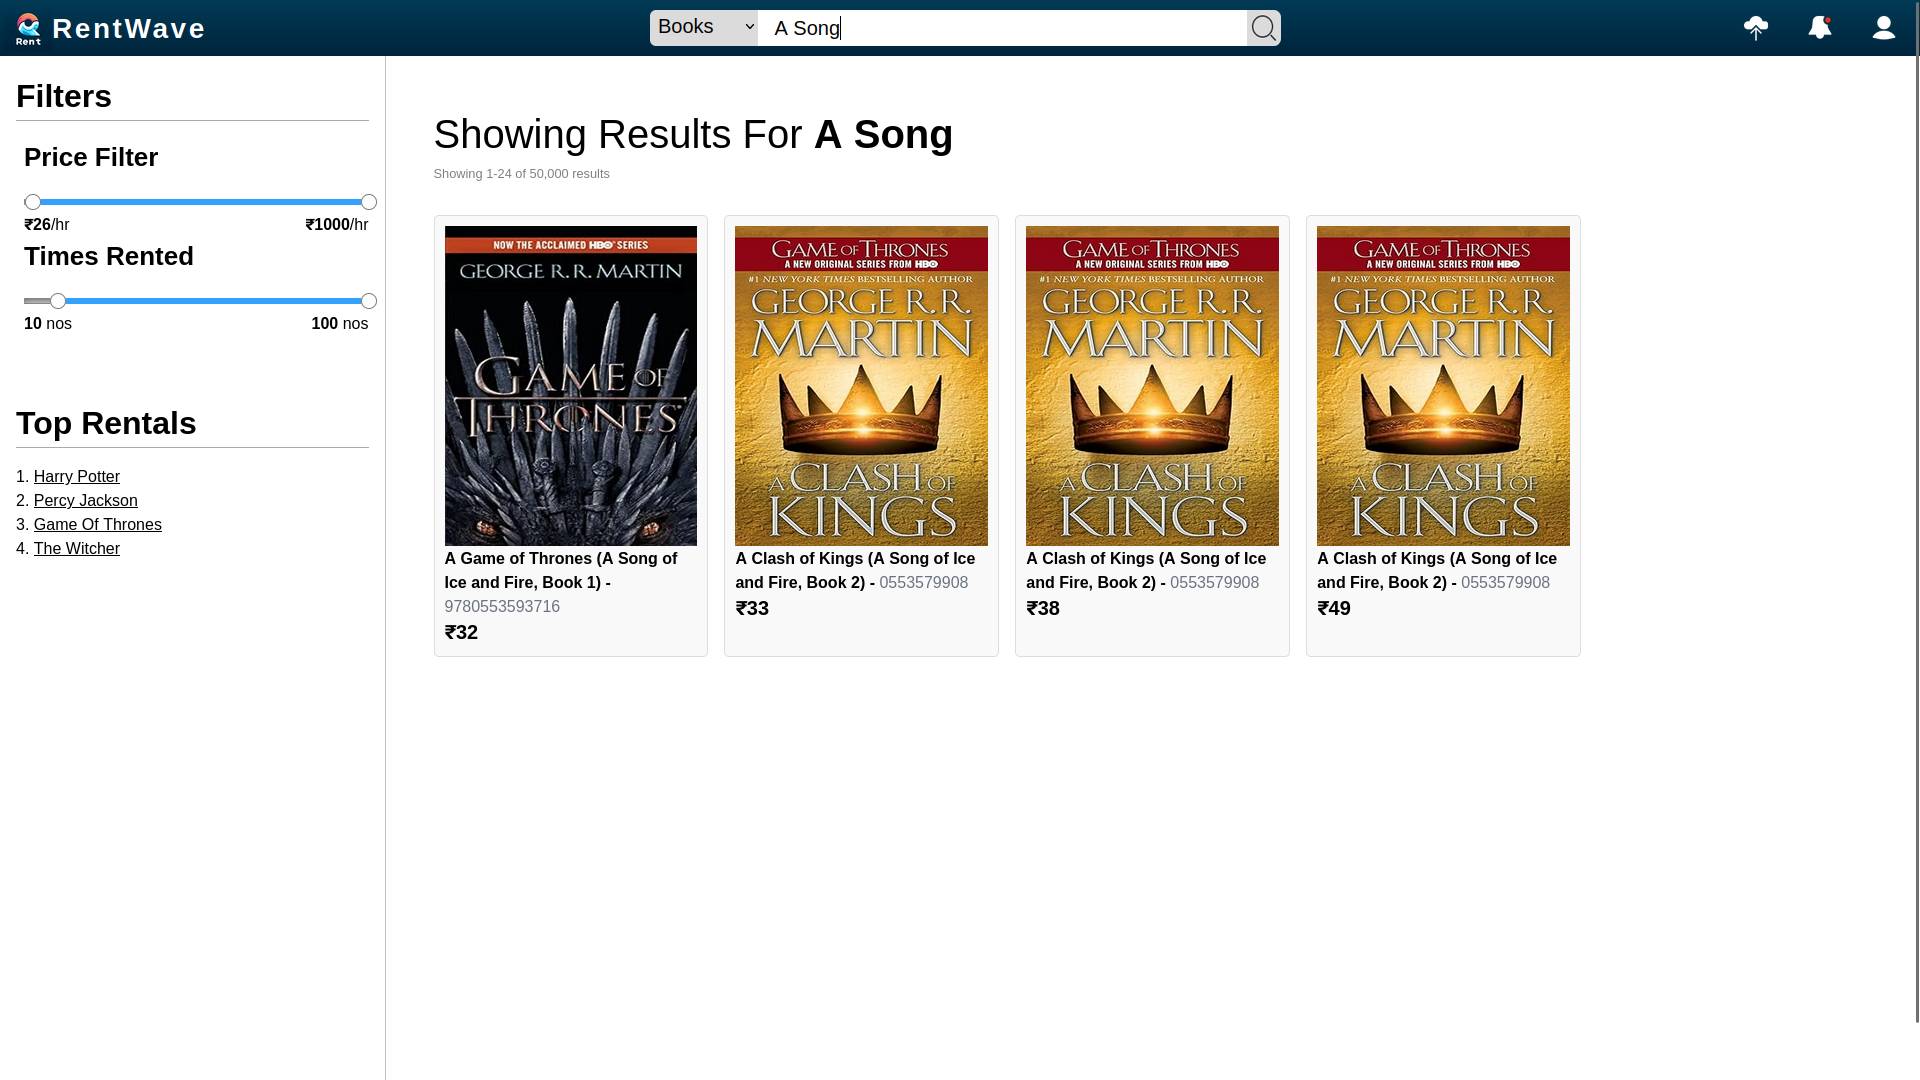 Rent
RentWave
Books
A Song
Filters
Price Filter
₹26/hr
₹1000/hr
Times Rented
10 nos
100 nos
Top Rentals
1. Harry Potter
2. Percy Jackson
3. Game Of Thrones
4. The Witcher
Showing Results For A Song
Showing 1-24 of 50,000 results
NOW THE ACCLAIMED HBO SERIES
GEORGE R. R. MARTIN
GAME OF
THRONES
A Game of Thrones (A Song of
Ice and Fire, Book 1) -
9780553593716
₹32
GAME OF THRONES
A NEW ORIGINAL SERIES FROM HBO
#1 NEW YORK TIMES BESTSELLING AUTHOR
GEORGE R. R.
MARTIN
A CLASH OF
KINGS
A Clash of Kings (A Song of Ice
and Fire, Book 2) - 0553579908
₹33
GAME OF THRONES
A NEW ORIGINAL SERIES FROM HBO
#1 NEW YORK TIMES BESTSELLING AUTHOR
GEORGE R. R.
MARTIN
A CLASH OF
KINGS
A Clash of Kings (A Song of Ice
and Fire, Book 2) - 0553579908
₹38
GAME OF THRONES
A NEW ORIGINAL SERIES FROM HBO
#1 NEW YORK TIMES BESTSELLING AUTHOR
GEORGE R. R.
MARTIN
A CLASH OF
KINGS
A Clash of Kings (A Song of Ice
and Fire, Book 2) - 0553579908
₹49